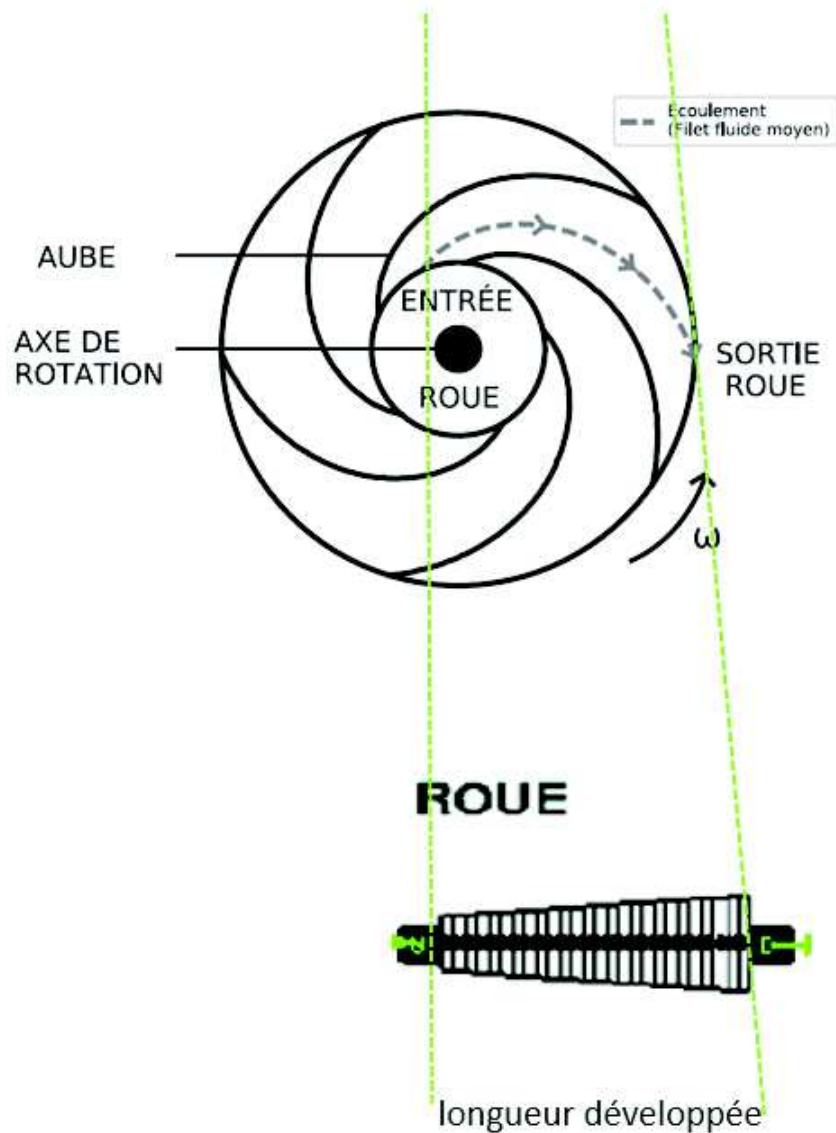 Ecoulement
(Filet fluide moyen)
AUBE
ENTRÉE
AXE DE
ROTATION
ROUE
SORTIE
ROUE
ω
ROUE
longueur développée